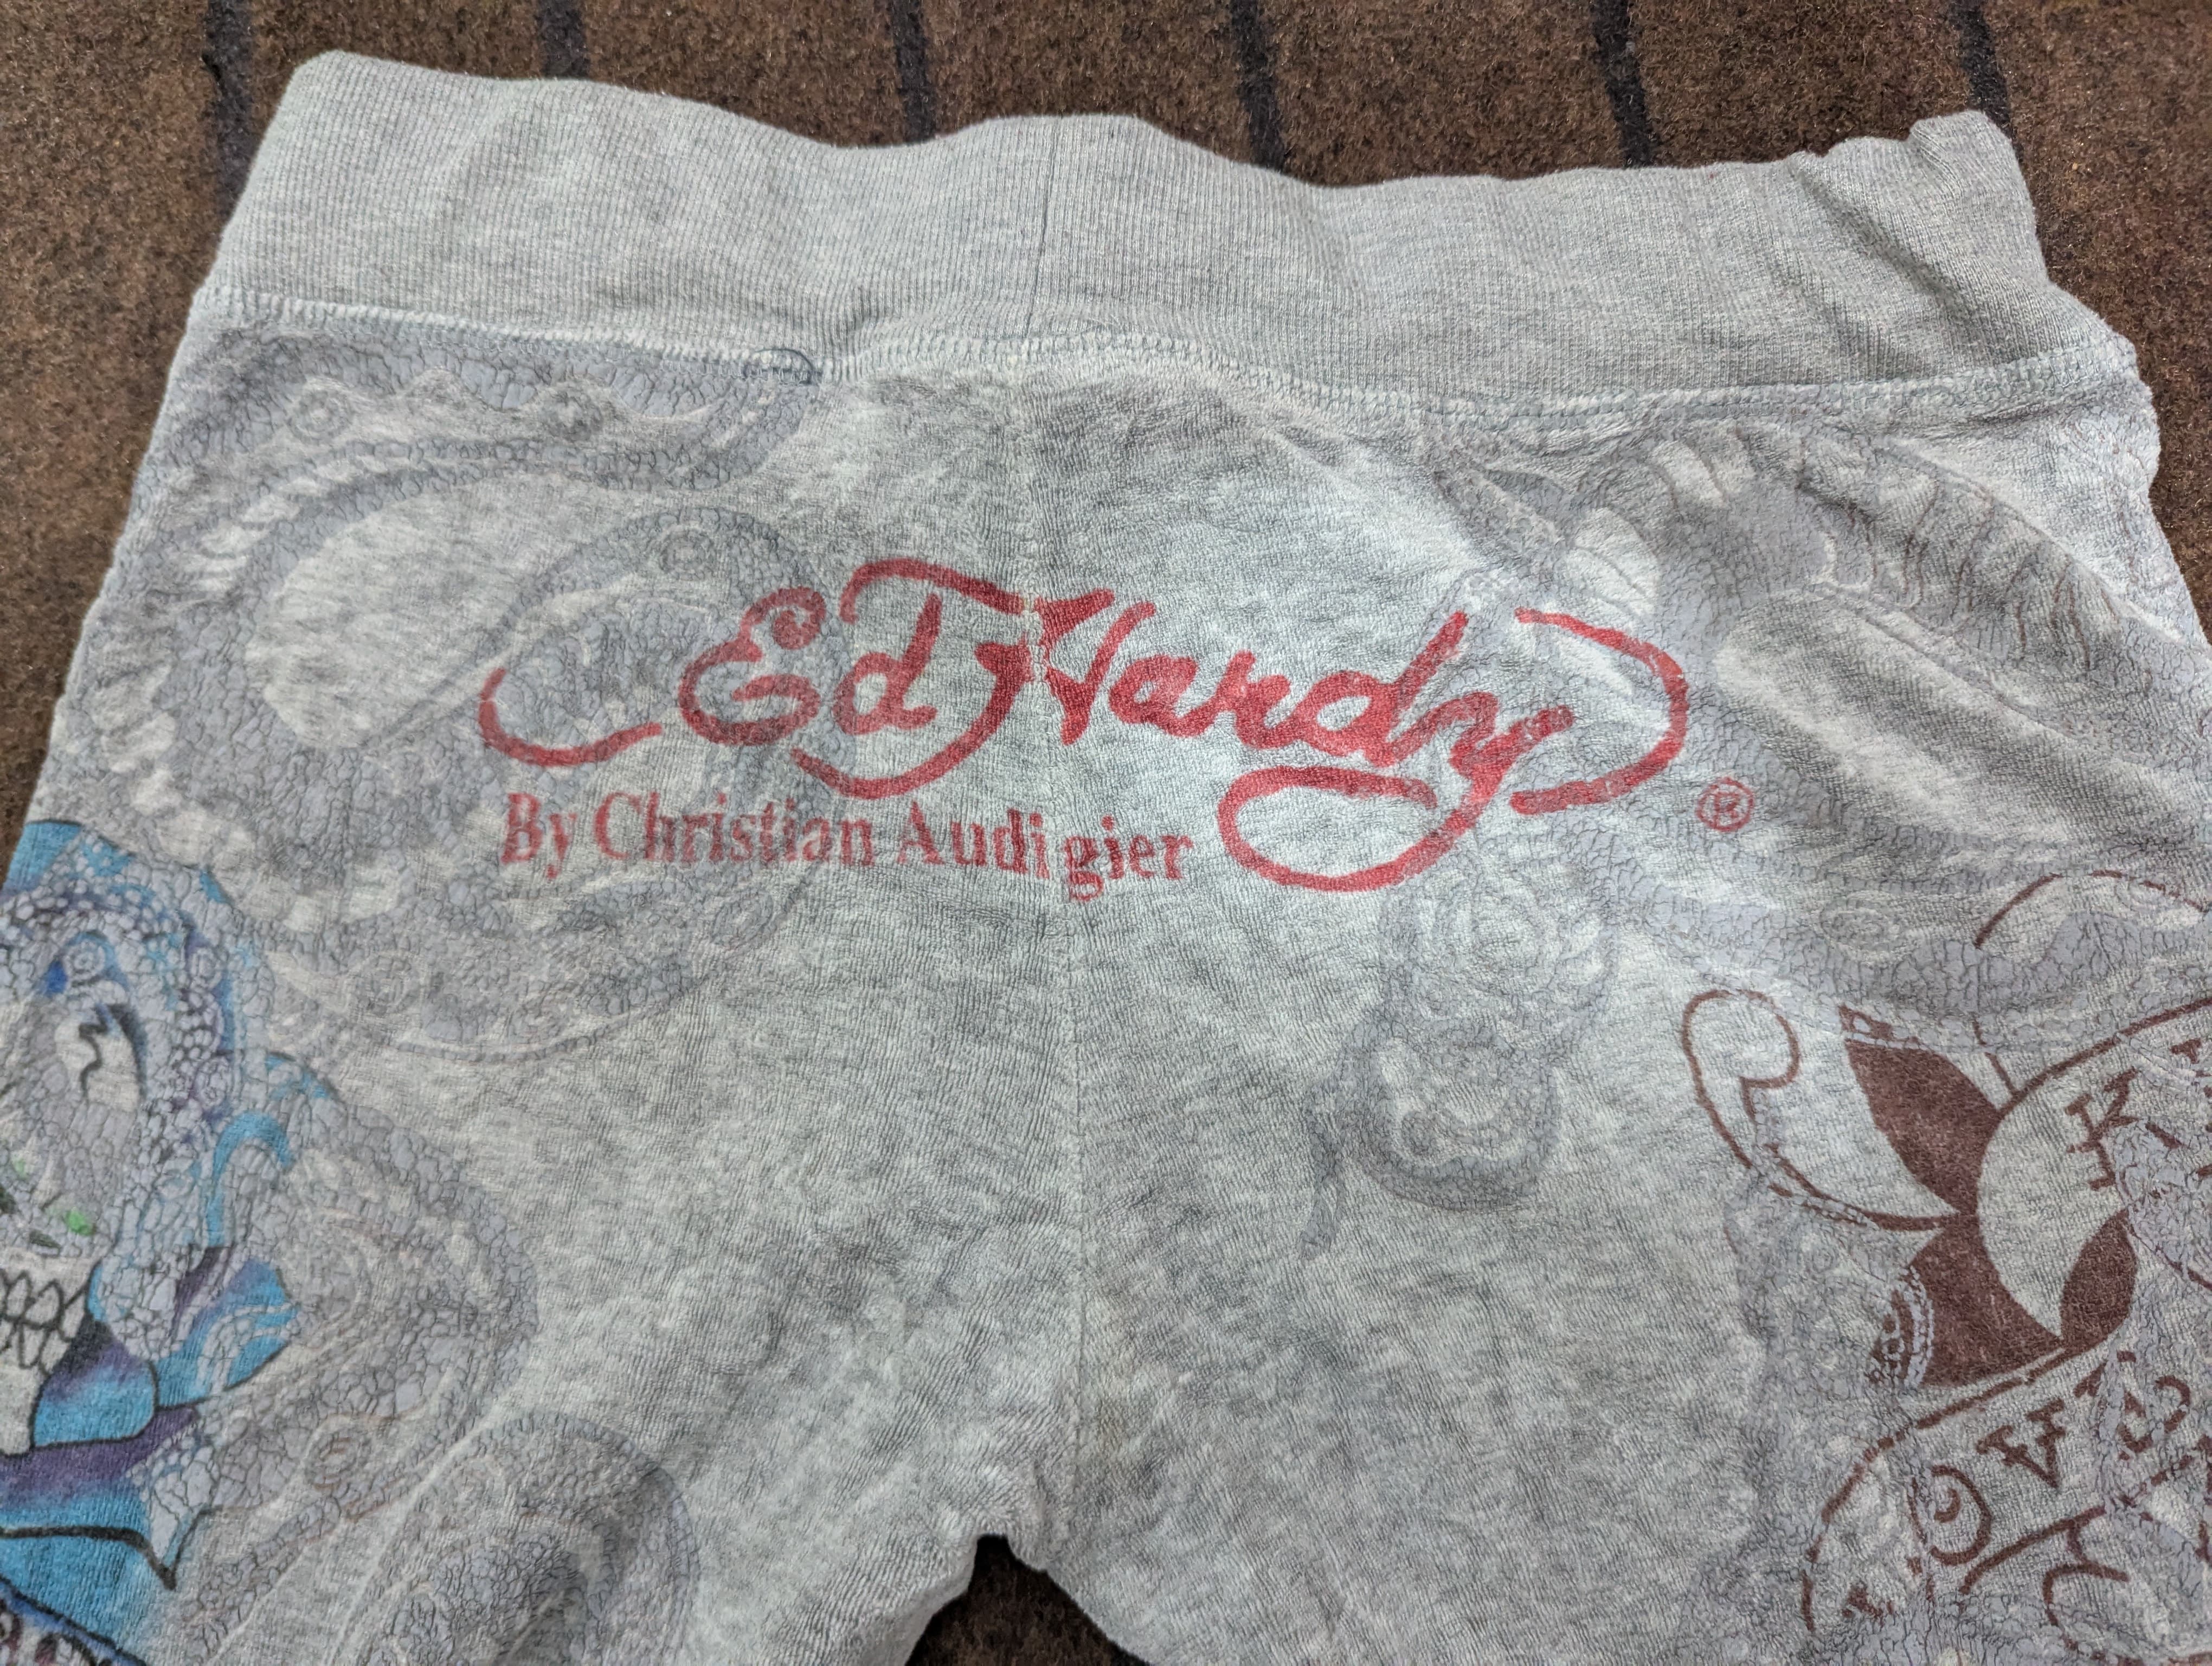 Ed Hardy ®
By Christian Audigier